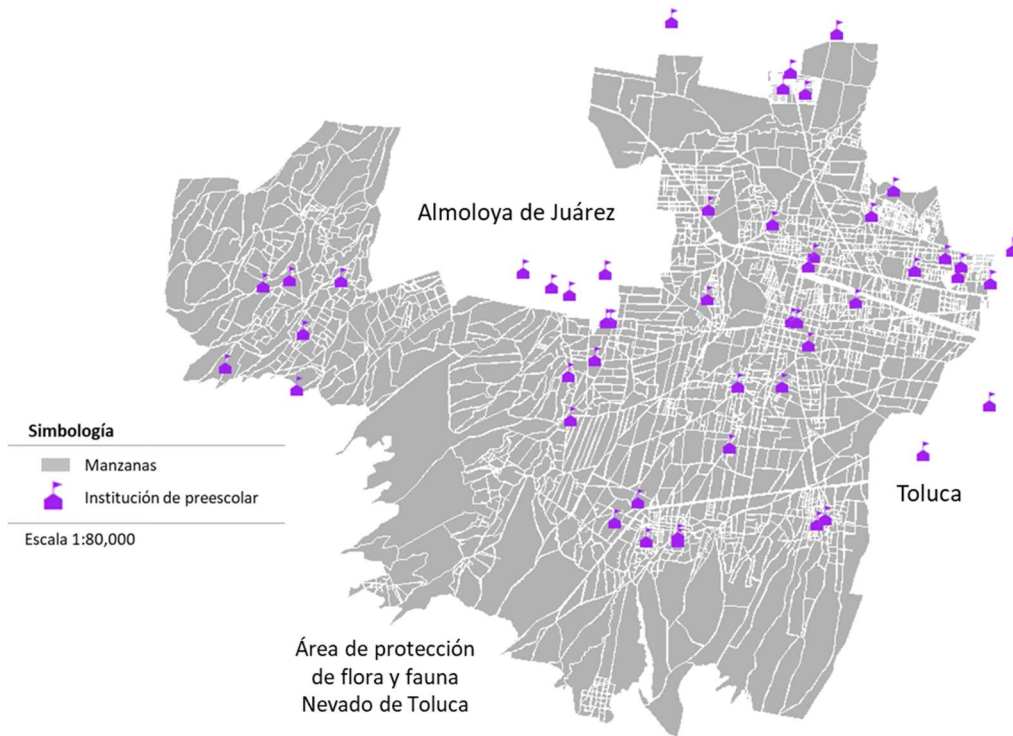 Almoloya de Juárez
Simbología
Manzanas
Institución de preescolar
Escala 1:80,000
Toluca
Área de protección
de flora y fauna
Nevado de Toluca